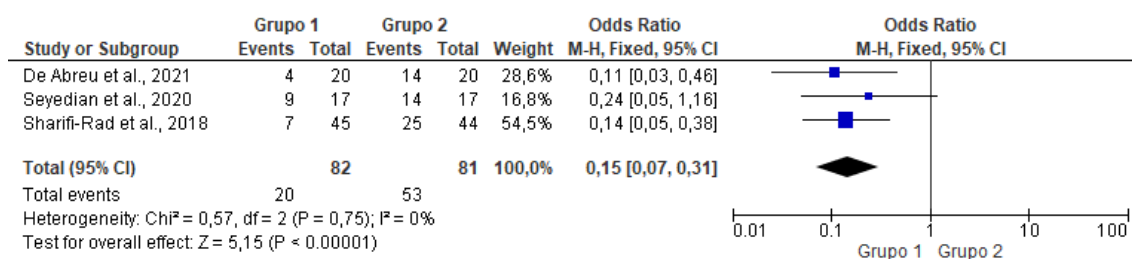 Grupo 1 Grupo 2 Odds Ratio Odds Ratio
Study or Subgroup Events Total Events Total Weight M-H, Fixed, 95% CI M-H, Fixed, 95% CI
De Abreu et al., 2021 4 20 14 20 28,6% 0,11 [0,03, 0,46]
Seyedian et al., 2020 9 17 14 17 16,8% 0,24 [0,05, 1,16]
Sharifi-Rad et al., 2018 7 45 25 44 54,5% 0,14 [0,05, 0,38]
Total (95% CI) 82 81 100,0% 0,15 [0,07, 0,31]
Total events 20 53
Heterogeneity: Chi² = 0,57, df = 2 (P = 0,75); I² = 0%
Test for overall effect: Z = 5,15 (P < 0.00001)
0.01 0.1 1 10 100
Grupo 1 Grupo 2